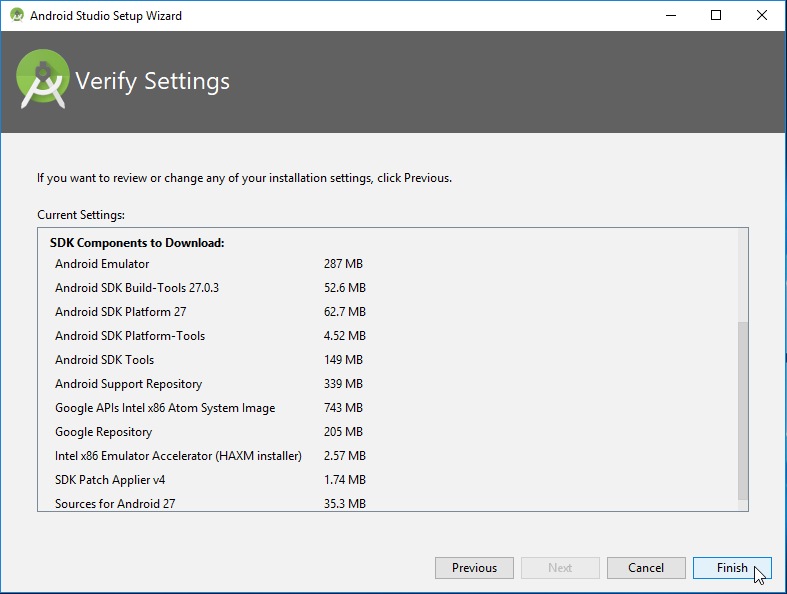 Android Studio Setup Wizard
Verify Settings
If you want to review or change any of your installation settings, click Previous.
Current Settings:
SDK Components to Download:
Android Emulator 287 MB
Android SDK Build-Tools 27.0.3 52.6 MB
Android SDK Platform 27 62.7 MB
Android SDK Platform-Tools 4.52 MB
Android SDK Tools 149 MB
Android Support Repository 339 MB
Google APIs Intel x86 Atom System Image 743 MB
Google Repository 205 MB
Intel x86 Emulator Accelerator (HAXM installer) 2.57 MB
SDK Patch Applier v4 1.74 MB
Sources for Android 27 35.3 MB
Previous Next Cancel Finish